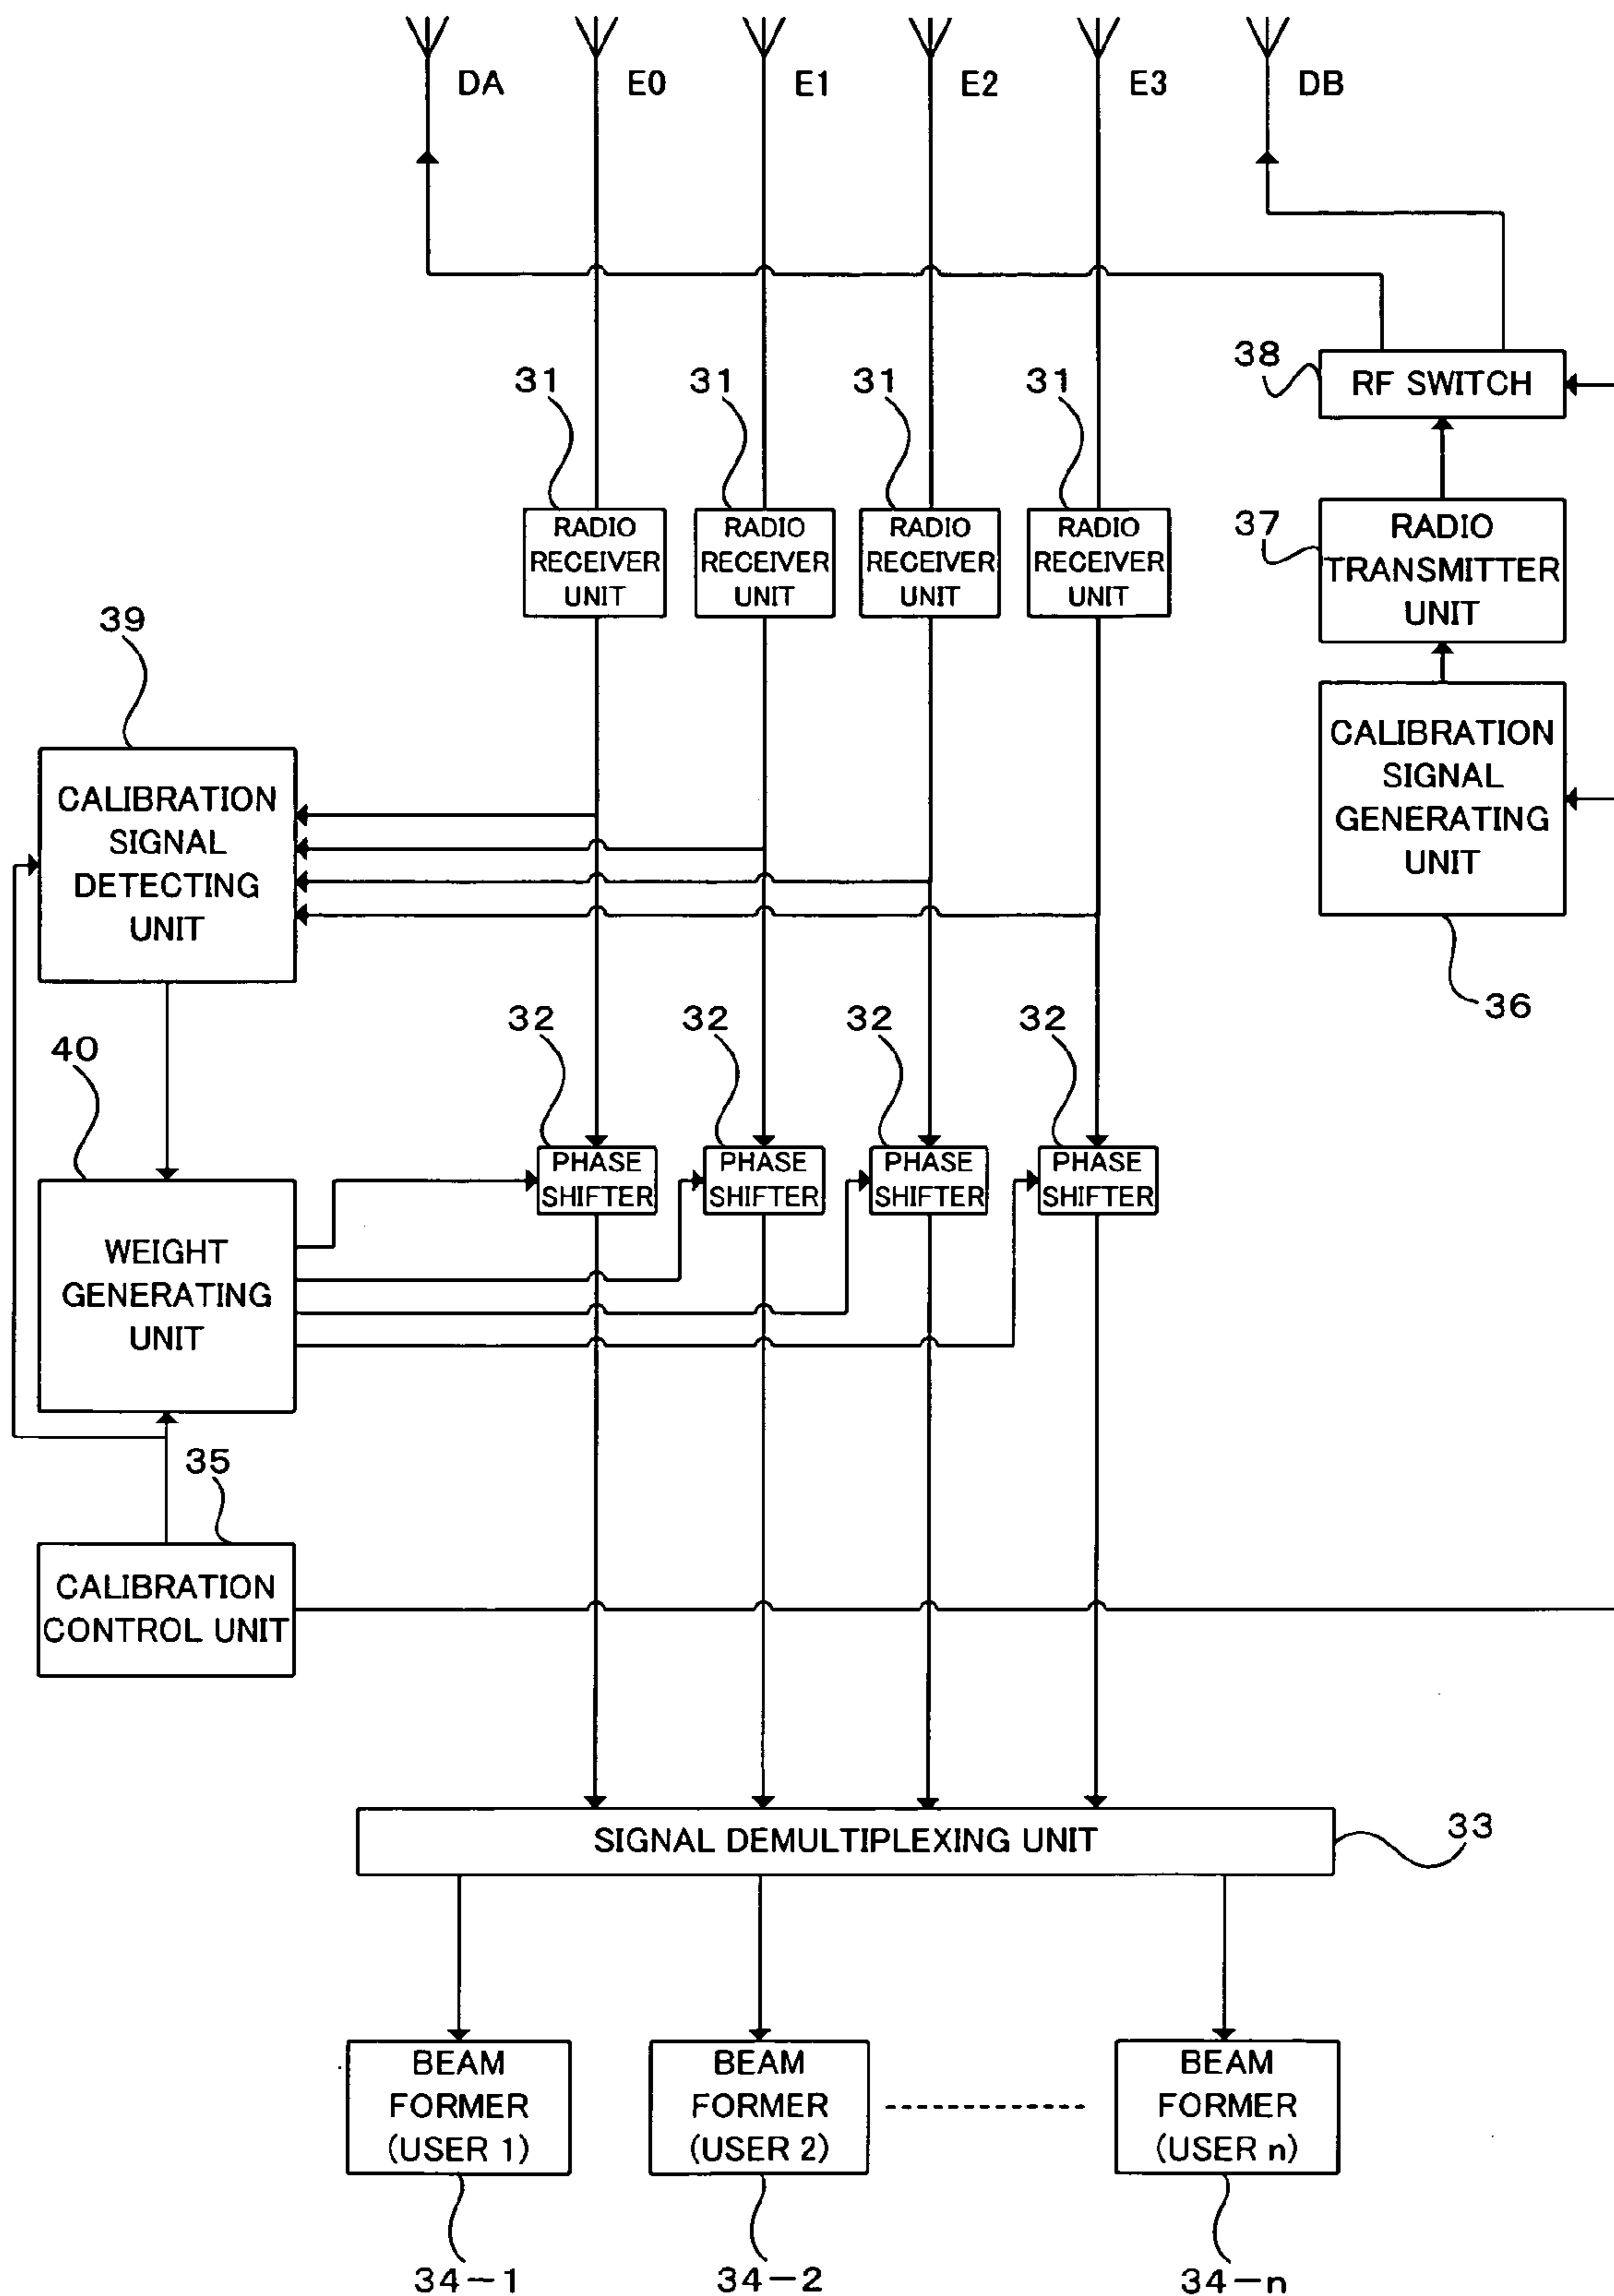 DA
E0
E1
E2
E3
DB
38
RF SWITCH
31
31
31
31
RADIO
RECEIVER
UNIT
RADIO
RECEIVER
UNIT
RADIO
RECEIVER
UNIT
RADIO
RECEIVER
UNIT
37
RADIO
TRANSMITTER
UNIT
39
CALIBRATION
SIGNAL
DETECTING
UNIT
CALIBRATION
SIGNAL
GENERATING
UNIT
36
40
32
32
32
32
PHASE
SHIFTER
PHASE
SHIFTER
PHASE
SHIFTER
PHASE
SHIFTER
WEIGHT
GENERATING
UNIT
35
CALIBRATION
CONTROL UNIT
SIGNAL DEMULTIPLEXING UNIT
33
BEAM
FORMER
(USER 1)
BEAM
FORMER
(USER 2)
BEAM
FORMER
(USER n)
34-1
34-2
34-n